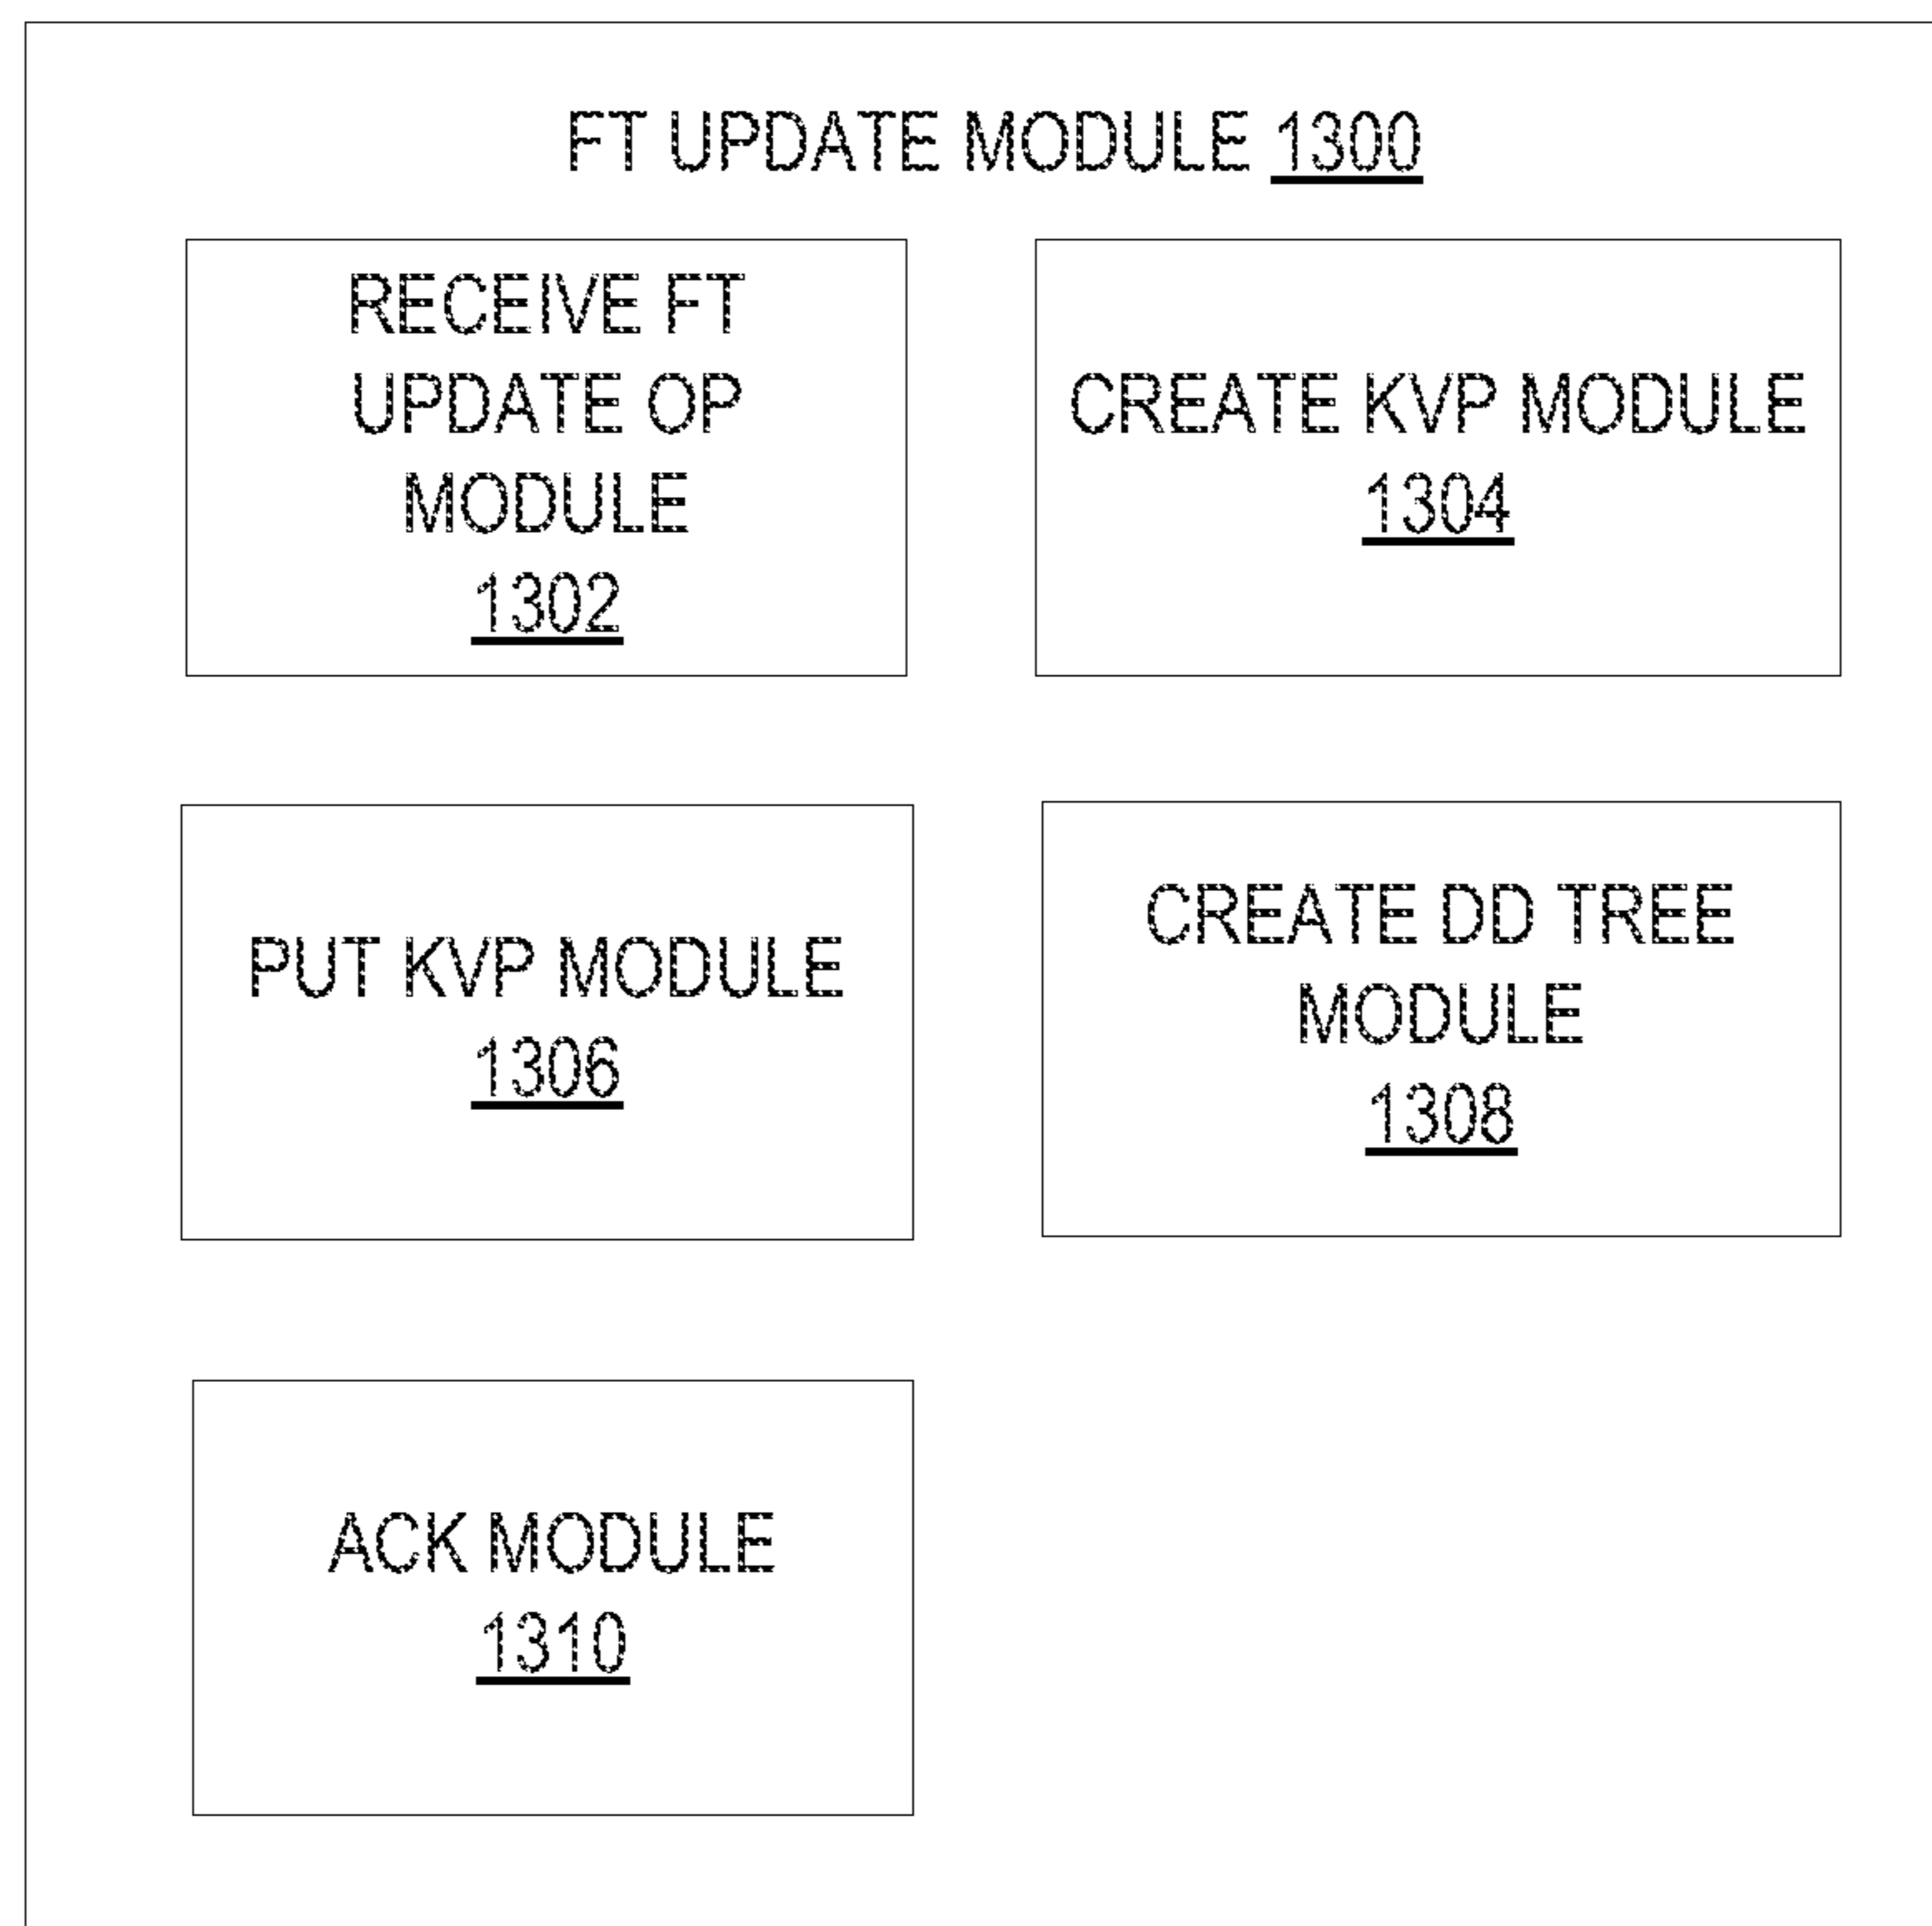 FT UPDATE MODULE 1300
RECEIVE FT
UPDATE OP
MODULE
1302
CREATE KVP MODULE
1304
PUT KVP MODULE
1306
CREATE DD TREE
MODULE
1308
ACK MODULE
1310